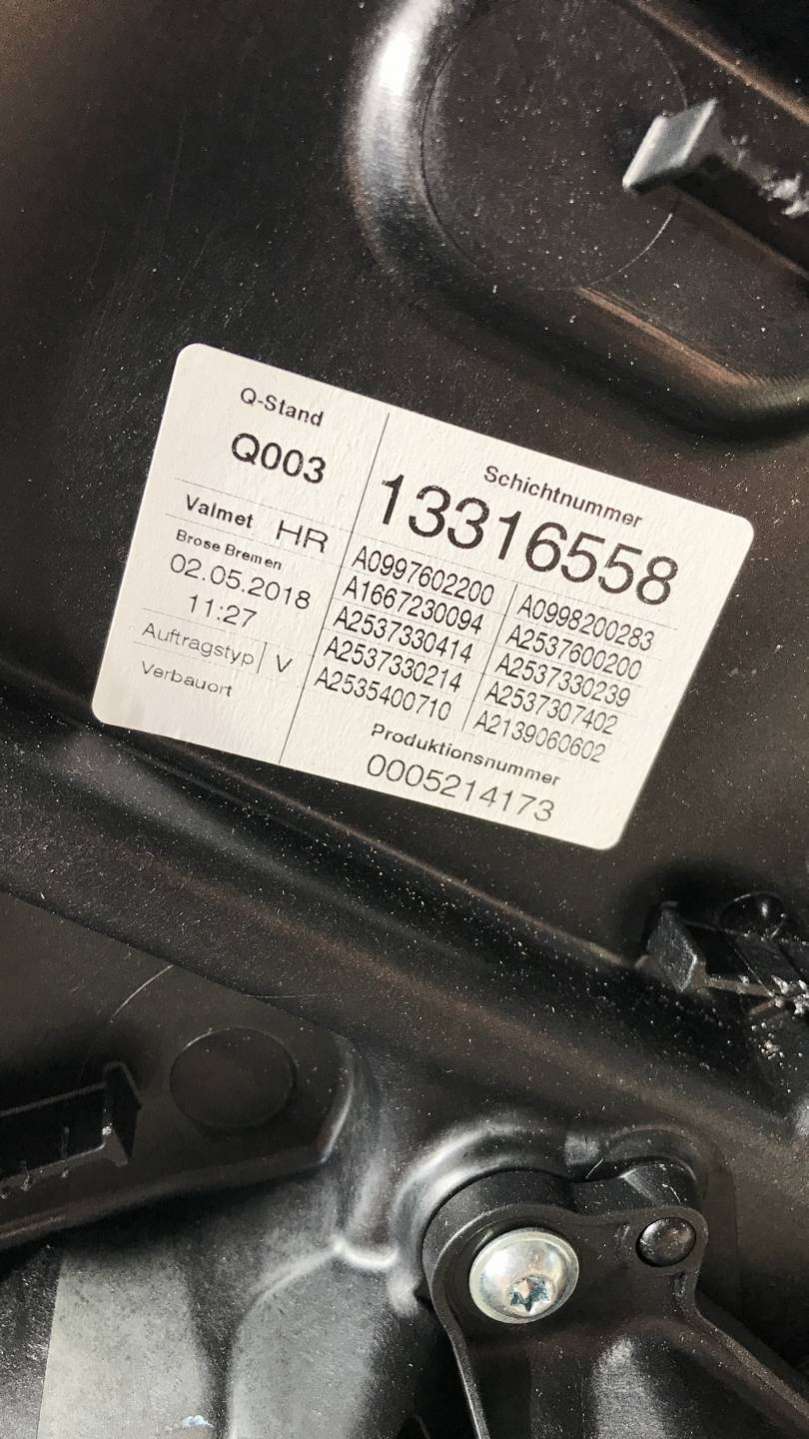 Q-Stand
Q003
Valmet HR
Brose Bremen
02.05.2018
11:27
Auftragstyp V
Verbauort
Schichtnummer
13316558
A0997602200 A0998200283
A1667230094 A2537600200
A2537330414 A2537330239
A2537330214 A2537307402
A2535400710 A2139060602
Produktionsnummer
0005214173